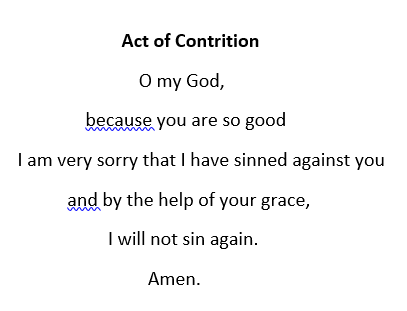 Act of Contrition
O my God,
because you are so good
I am very sorry that I have sinned against you
and by the help of your grace,
I will not sin again.
Amen.